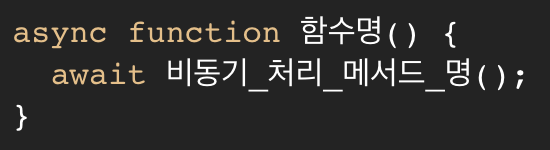 async function 함수명() {
  await 비동기_처리_메서드_명();
}